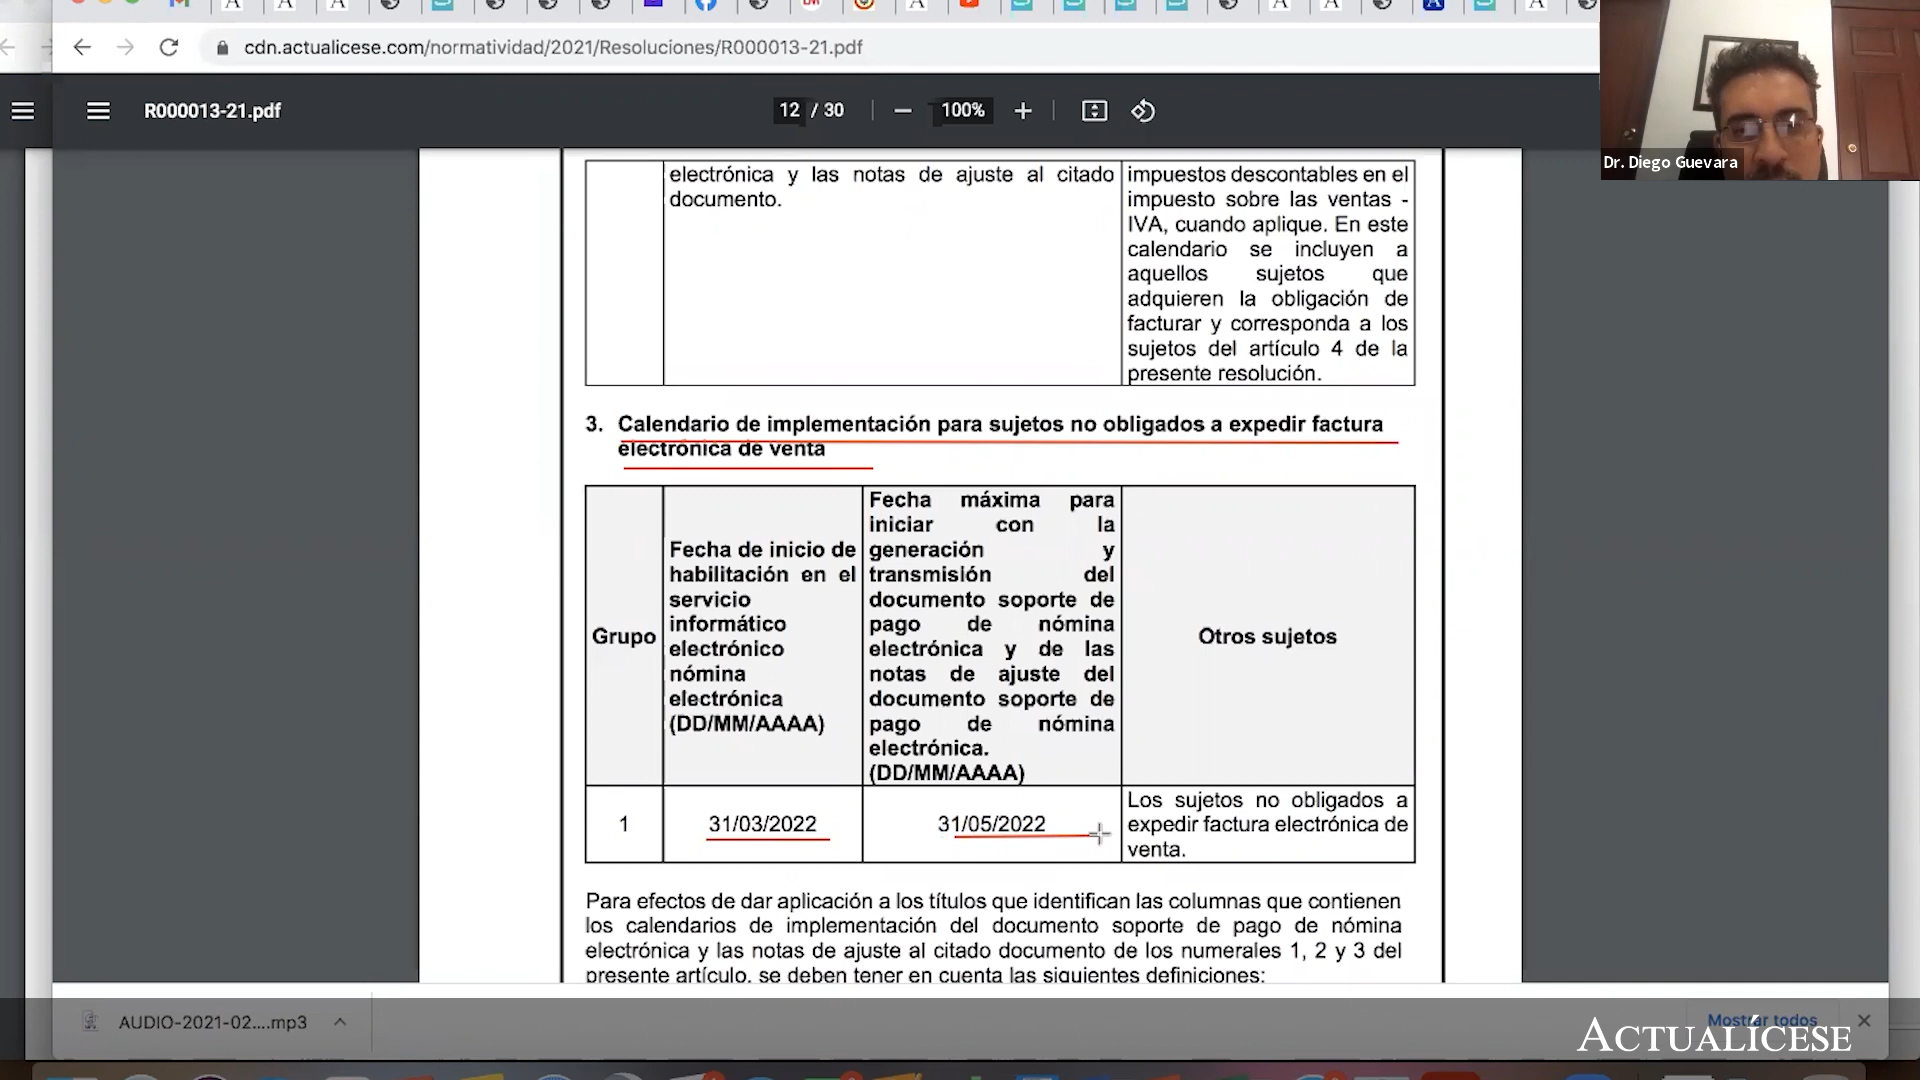 cdn.actualicese.com/normatividad/2021/Resoluciones/R000013-21.pdf
R000013-21.pdf
12 / 30
100%
Dr. Diego Guevara
electrónica y las notas de ajuste al citado
documento.
impuestos descontables en el
impuesto sobre las ventas -
IVA, cuando aplique. En este
calendario se incluyen a
aquellos sujetos que
adquieren la obligación de
facturar y corresponda a los
sujetos del artículo 4 de la
presente resolución.
3. Calendario de implementación para sujetos no obligados a expedir factura
electrónica de venta
Grupo
Fecha de inicio de
habilitación en el
servicio
informático
electrónico
nómina
electrónica
(DD/MM/AAAA)
Fecha máxima para
iniciar con la
generación y
transmisión del
documento soporte de
pago de nómina
electrónica y de las
notas de ajuste del
documento soporte de
pago de nómina
electrónica.
(DD/MM/AAAA)
Otros sujetos
1
31/03/2022
31/05/2022
Los sujetos no obligados a
expedir factura electrónica de
venta.
Para efectos de dar aplicación a los títulos que identifican las columnas que contienen
los calendarios de implementación del documento soporte de pago de nómina
electrónica y las notas de ajuste al citado documento de los numerales 1, 2 y 3 del
presente artículo, se deben tener en cuenta las siguientes definiciones:
AUDIO-2021-02....mp3
Mostrar todos
ACTUALÍCESE